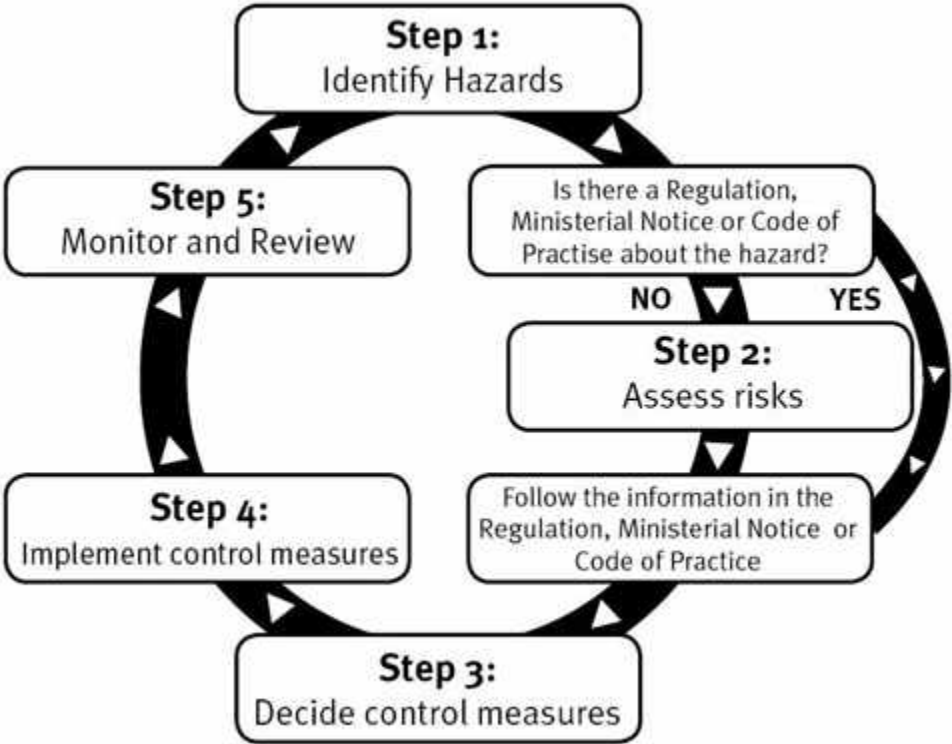 Step 1:
Identify Hazards
Is there a Regulation,
Ministerial Notice or Code of
Practise about the hazard?
NO
YES
Step 2:
Assess risks
Follow the information in the
Regulation, Ministerial Notice or
Code of Practice
Step 3:
Decide control measures
Step 4:
Implement control measures
Step 5:
Monitor and Review